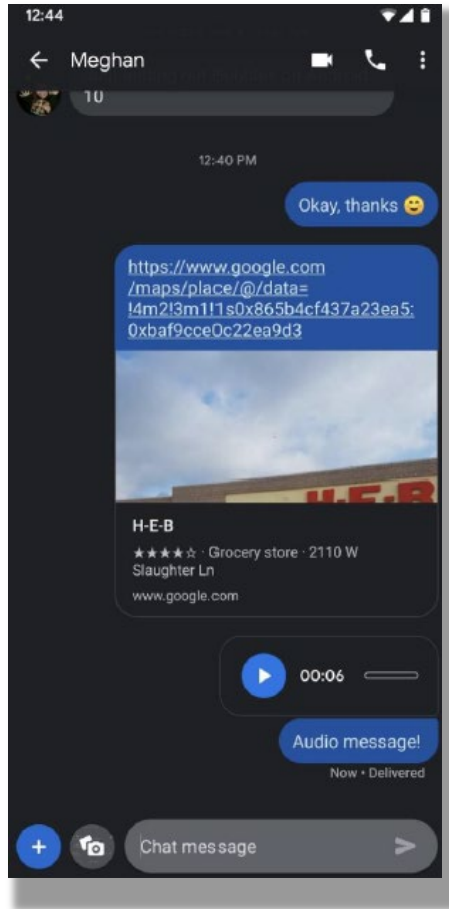 12:44
Meghan
10
12:40 PM
Okay, thanks 😄
https://www.google.com
/maps/place/@/data=
!4m2!3m1!1s0x865b4cf437a23ea5:
0xbaf9cce0c22ea9d3
H-E-B
H-E-B
★★★★☆ · Grocery store · 2110 W
Slaughter Ln
www.google.com
00:06
Audio message!
Now • Delivered
Chat message